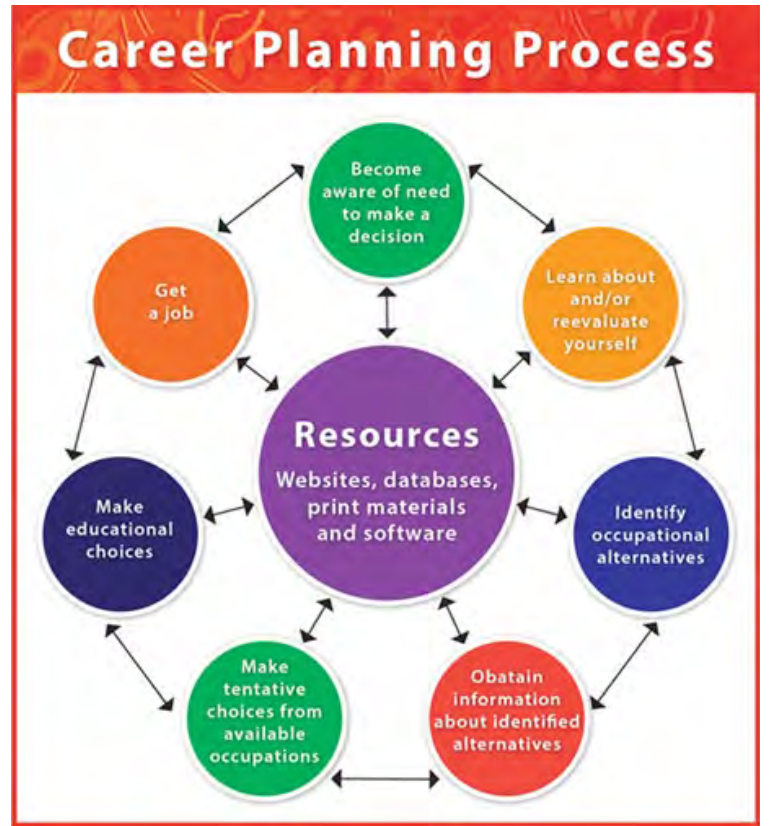 Career Planning Process
Become
aware of need
to make a
decision
Learn about
and/or
reevaluate
yourself
Identify
occupational
alternatives
Obatain
information
about identified
alternatives
Make
tentative
choices from
available
occupations
Make
educational
choices
Get
a job
Resources
Websites, databases,
print materials
and software